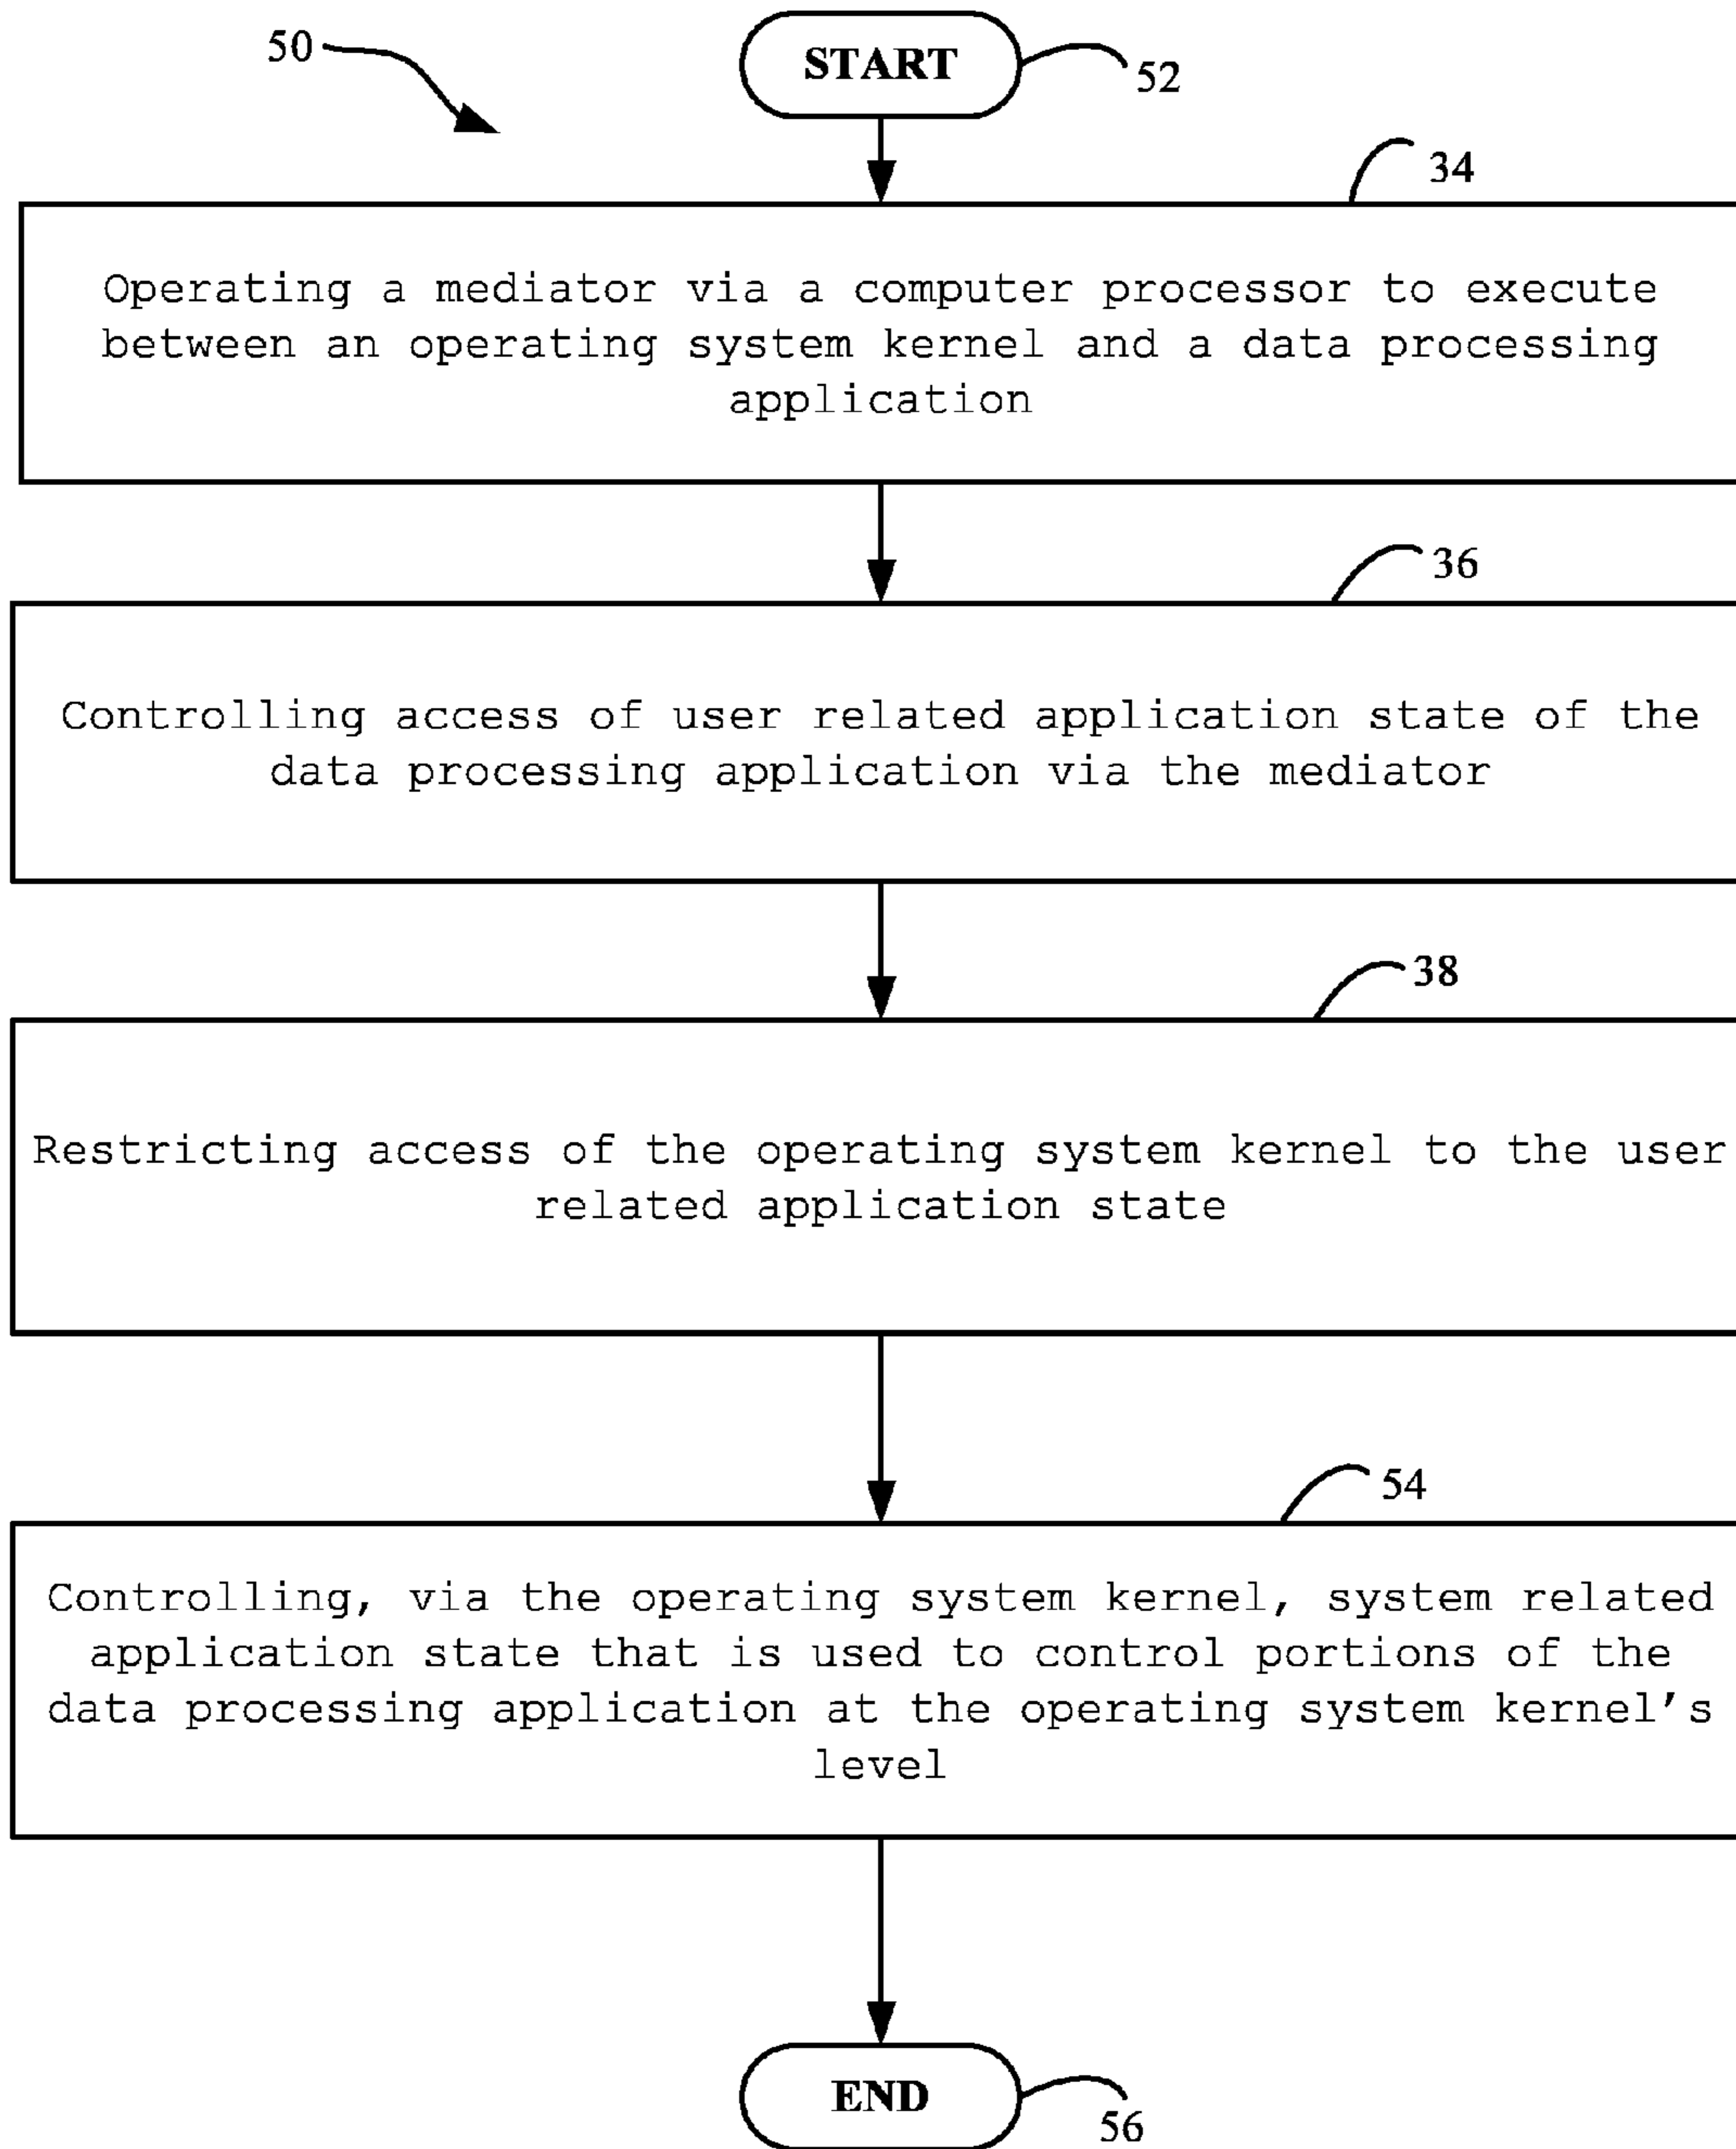 50
START
52
34
Operating a mediator via a computer processor to execute
between an operating system kernel and a data processing
application
36
Controlling access of user related application state of the
data processing application via the mediator
38
Restricting access of the operating system kernel to the user
related application state
54
Controlling, via the operating system kernel, system related
application state that is used to control portions of the
data processing application at the operating system kernel's
level
END
56